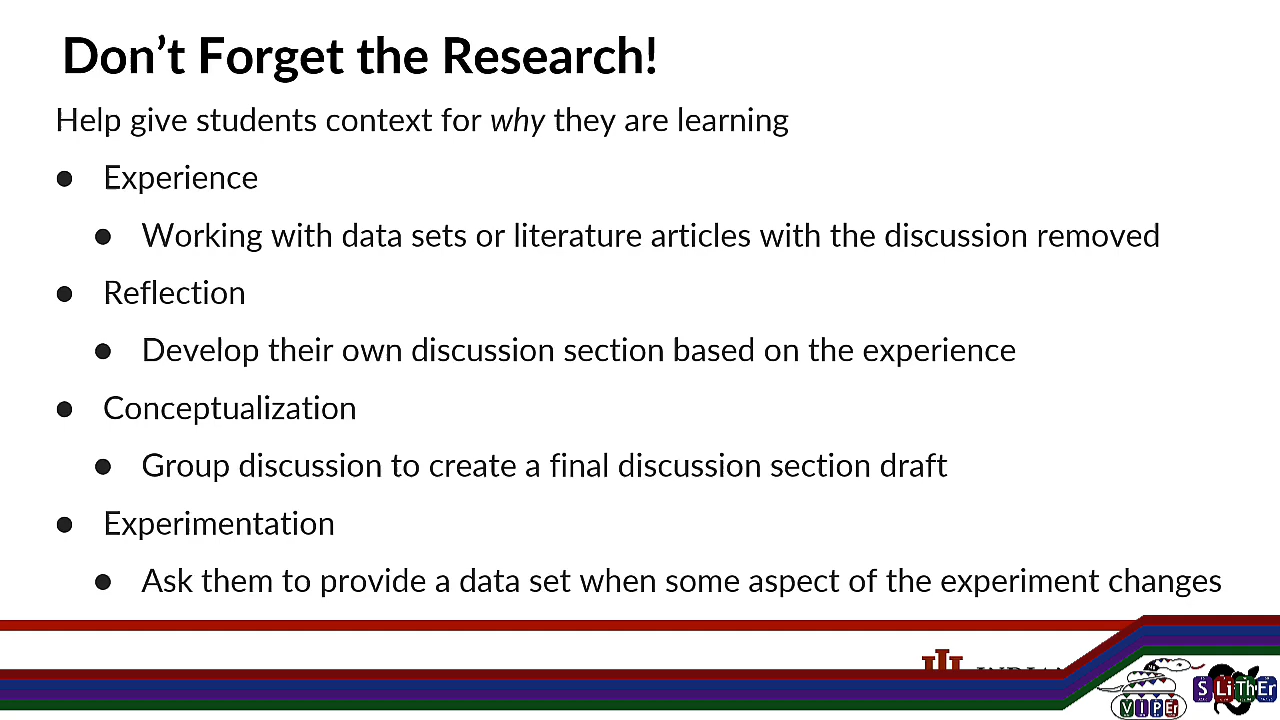 Don’t Forget the Research!
Help give students context for why they are learning
● Experience
● Working with data sets or literature articles with the discussion removed
● Reflection
● Develop their own discussion section based on the experience
● Conceptualization
● Group discussion to create a final discussion section draft
● Experimentation
● Ask them to provide a data set when some aspect of the experiment changes
VIPEr
SLiThEr